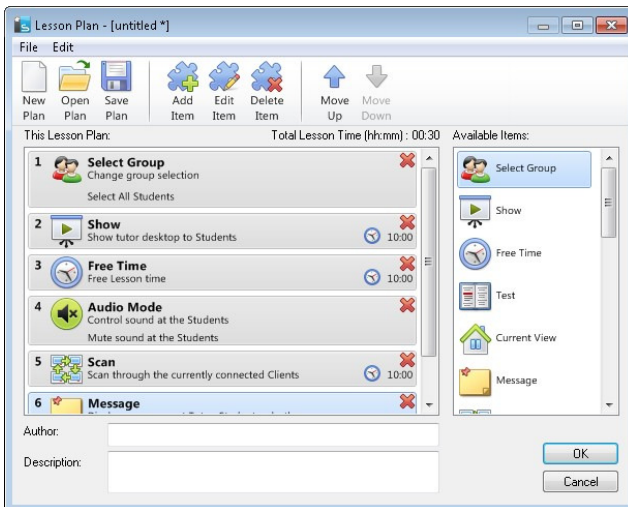 Lesson Plan - [untitled *]
File Edit
New Plan
Open Plan
Save Plan
Add Item
Edit Item
Delete Item
Move Up
Move Down
This Lesson Plan:
Total Lesson Time (hh:mm) : 00:30
Available Items:
1 Select Group
Change group selection
Select All Students
2 Show
Show tutor desktop to Students
10:00
3 Free Time
Free Lesson time
10:00
4 Audio Mode
Control sound at the Students
Mute sound at the Students
5 Scan
Scan through the currently connected Clients
10:00
6 Message
Select Group
Show
Free Time
Test
Current View
Message
Author:
Description:
OK
Cancel